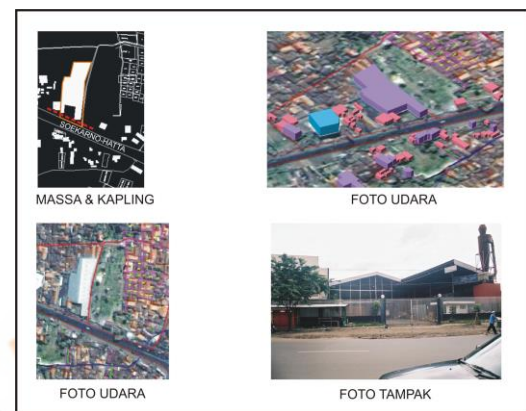 SOEKARNO-HATTA
MASSA & KAPLING
FOTO UDARA
FOTO UDARA
FOTO TAMPAK